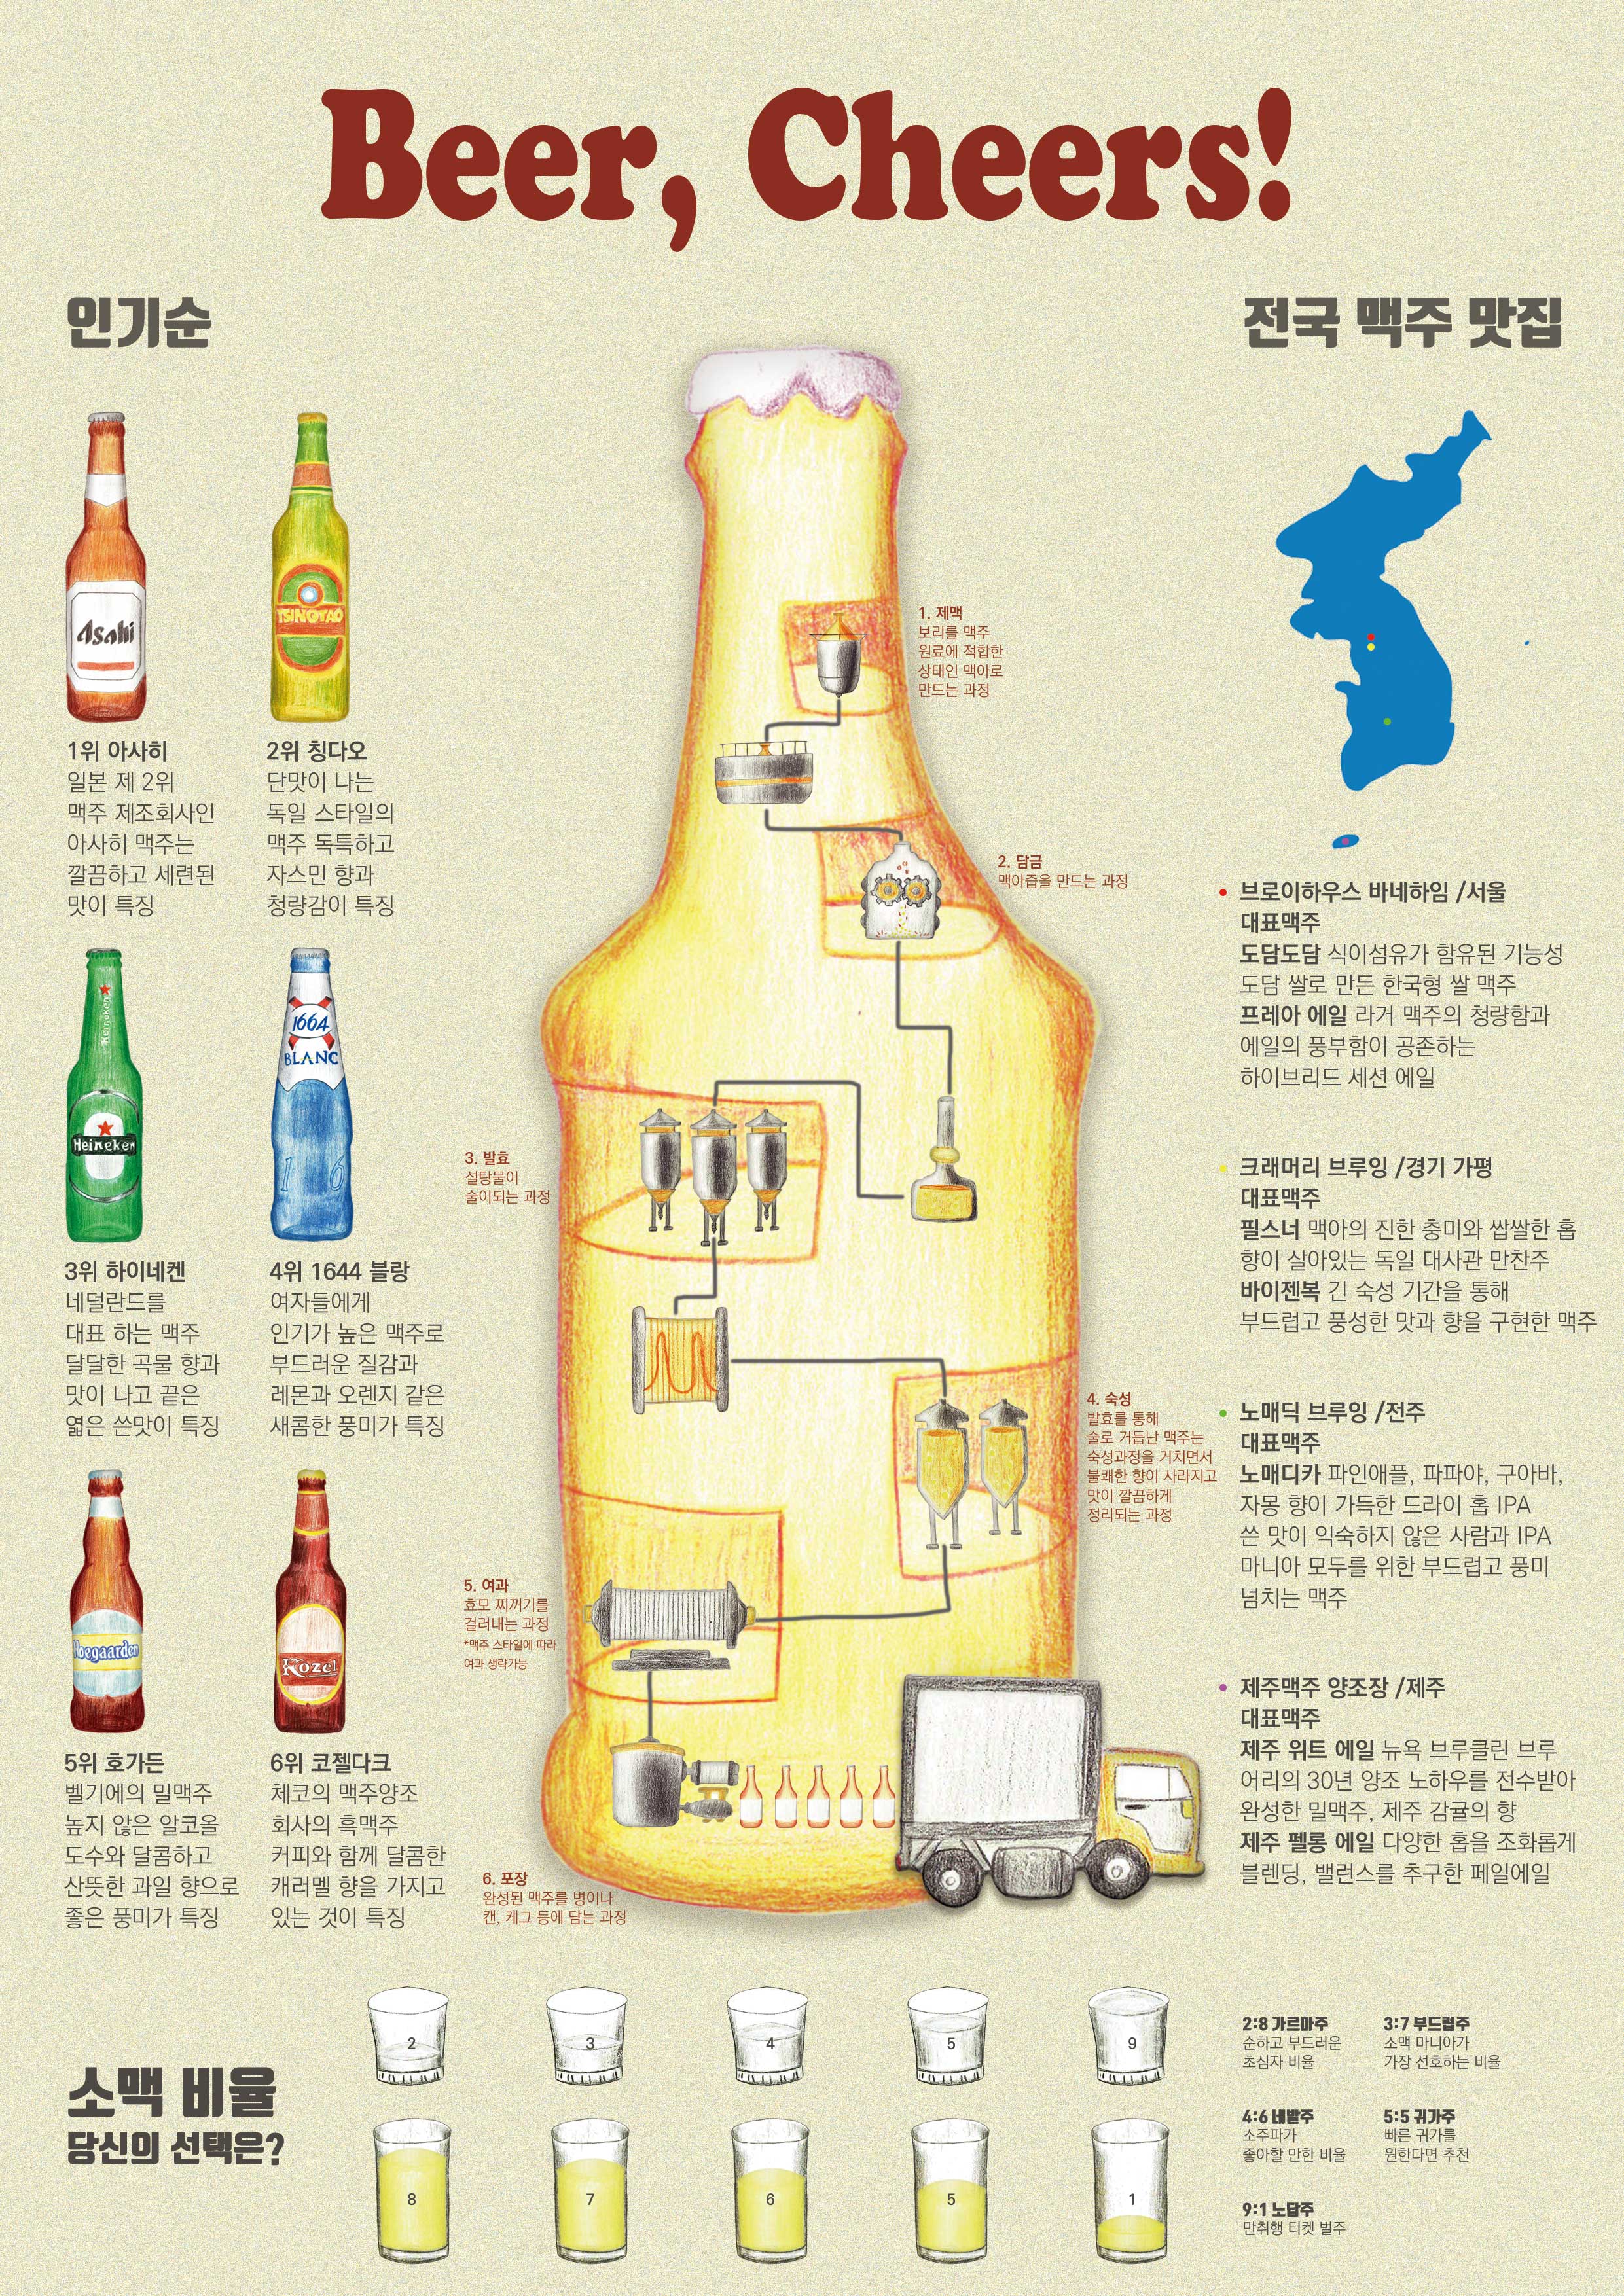 Beer, Cheers!
인기순
Asahi
1위 아사히
일본 제 2위
맥주 제조회사인
아사히 맥주는
깔끔하고 세련된
맛이 특징
TSINGTAO
2위 칭다오
단맛이 나는
독일 스타일의
맥주 독특하고
자스민 향과
청량감이 특징
Heineken
Heineken
3위 하이네켄
네덜란드를
대표 하는 맥주
달달한 곡물 향과
맛이 나고 끝은
엷은 쓴맛이 특징
1664
BLANC
16
4위 1644 블랑
여자들에게
인기가 높은 맥주로
부드러운 질감과
레몬과 오렌지 같은
새콤한 풍미가 특징
Hoegaarden
5위 호가든
벨기에의 밀맥주
높지 않은 알코올
도수와 달콤하고
산뜻한 과일 향으로
좋은 풍미가 특징
Kozel
6위 코젤다크
체코의 맥주양조
회사의 흑맥주
커피와 함께 달콤한
캐러멜 향을 가지고
있는 것이 특징
1. 제맥
보리를 맥주
원료에 적합한
상태인 맥아로
만드는 과정
2. 담금
맥아즙을 만드는 과정
3. 발효
설탕물이
술이되는 과정
4. 숙성
발효를 통해
술로 거듭난 맥주는
숙성과정을 거치면서
불쾌한 향이 사라지고
맛이 깔끔하게
정리되는 과정
5. 여과
효모 찌꺼기를
걸러내는 과정
*맥주 스타일에 따라
여과 생략가능
6. 포장
완성된 맥주를 병이나
캔, 케그 등에 담는 과정
전국 맥주 맛집
브로이하우스 바네하임 /서울
대표맥주
도담도담 식이섬유가 함유된 기능성
도담 쌀로 만든 한국형 쌀 맥주
프레아 에일 라거 맥주의 청량함과
에일의 풍부함이 공존하는
하이브리드 세션 에일
크래머리 브루잉 /경기 가평
대표맥주
필스너 맥아의 진한 충미와 쌉쌀한 홉
향이 살아있는 독일 대사관 만찬주
바이젠복 긴 숙성 기간을 통해
부드럽고 풍성한 맛과 향을 구현한 맥주
노매딕 브루잉 /전주
대표맥주
노매디카 파인애플, 파파야, 구아바,
자몽 향이 가득한 드라이 홉 IPA
쓴 맛이 익숙하지 않은 사람과 IPA
마니아 모두를 위한 부드럽고 풍미
넘치는 맥주
제주맥주 양조장 /제주
대표맥주
제주 위트 에일 뉴욕 브루클린 브루
어리의 30년 양조 노하우를 전수받아
완성한 밀맥주, 제주 감귤의 향
제주 펠롱 에일 다양한 홉을 조화롭게
블렌딩, 밸런스를 추구한 페일에일
소맥 비율
당신의 선택은?
2 3 4 5 9
8 7 6 5 1
2:8 가르마주
순하고 부드러운
초심자 비율
3:7 부드럽주
소맥 마니아가
가장 선호하는 비율
4:6 네발주
소주파가
좋아할 만한 비율
5:5 귀가주
빠른 귀가를
원한다면 추천
9:1 노답주
만취행 티켓 벌주